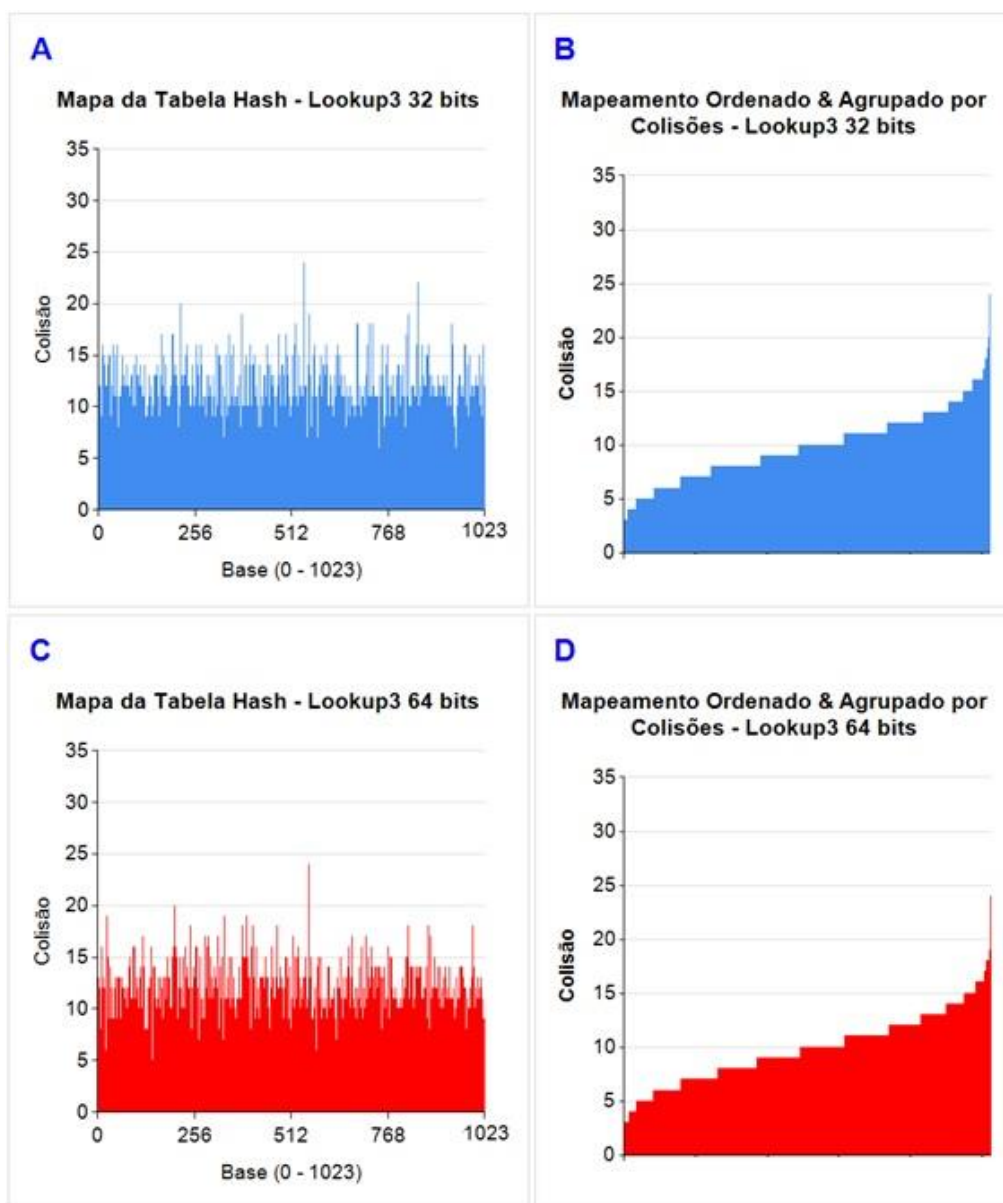 A
Mapa da Tabela Hash - Lookup3 32 bits
35
30
25
20
15
10
5
0
Colisão
0 256 512 768 1023
Base (0 - 1023)
B
Mapeamento Ordenado & Agrupado por
Colisões - Lookup3 32 bits
35
30
25
20
15
10
5
0
Colisão
C
Mapa da Tabela Hash - Lookup3 64 bits
35
30
25
20
15
10
5
0
Colisão
0 256 512 768 1023
Base (0 - 1023)
D
Mapeamento Ordenado & Agrupado por
Colisões - Lookup3 64 bits
35
30
25
20
15
10
5
0
Colisão